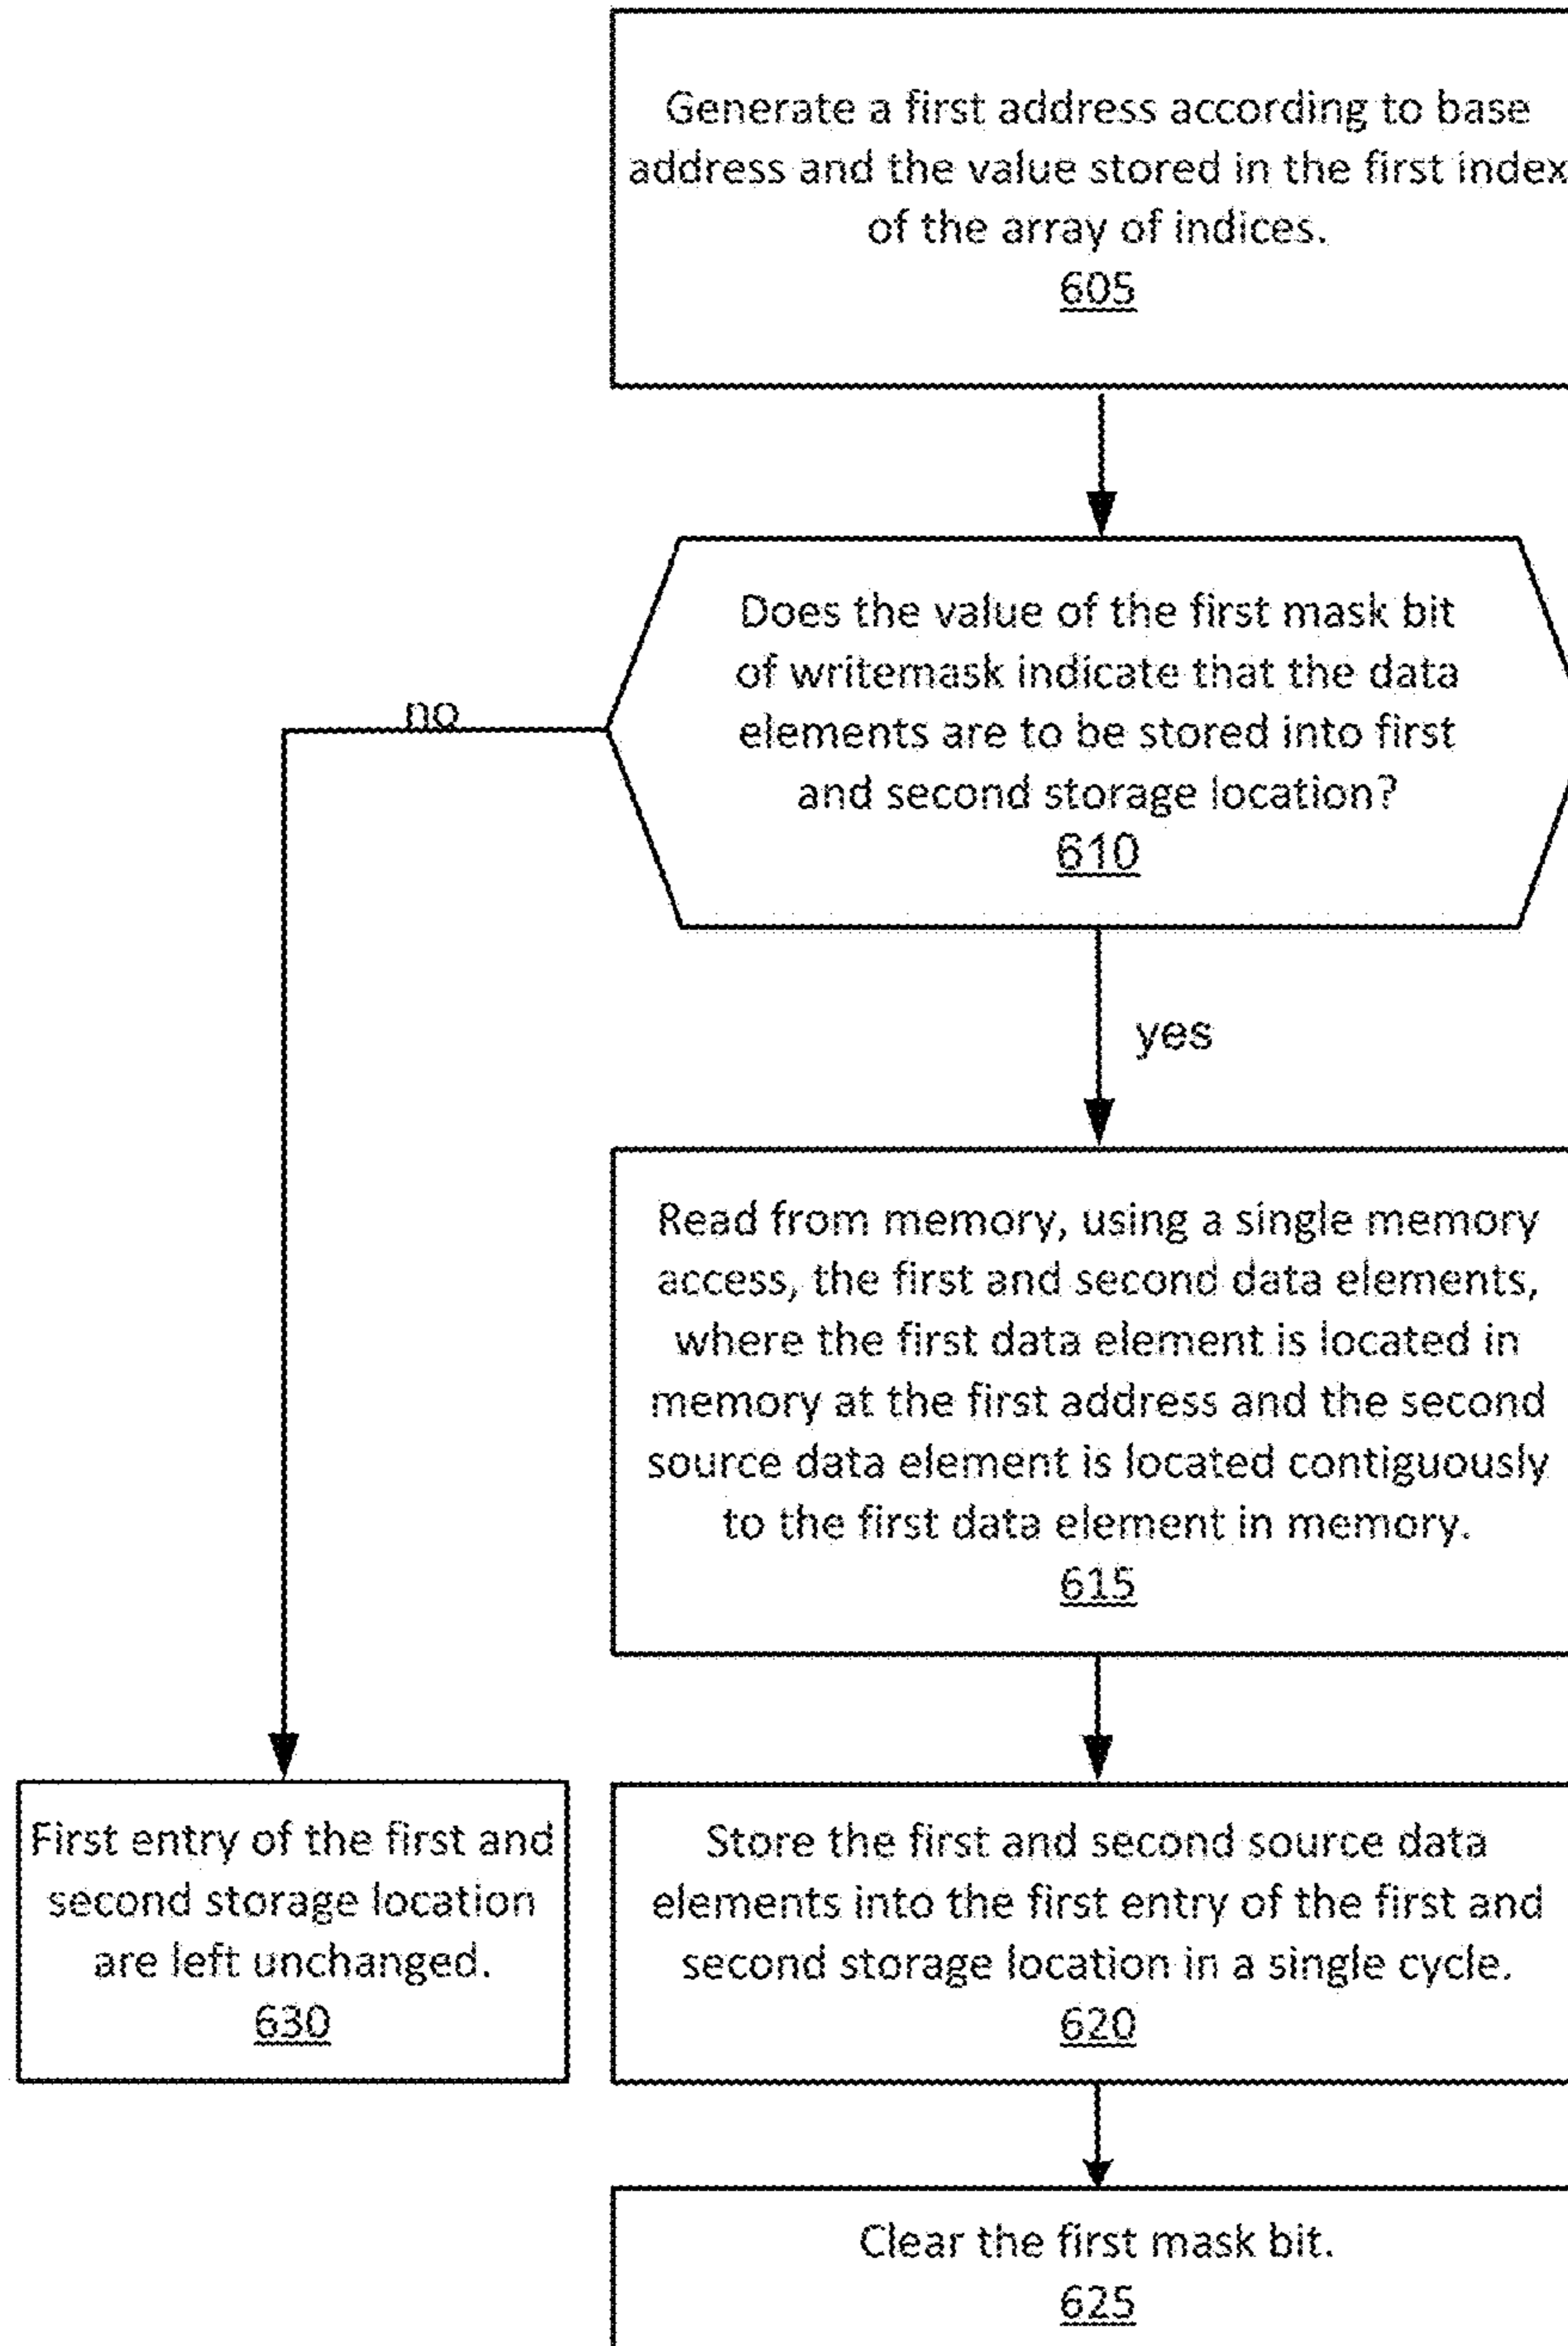 Generate a first address according to base
address and the value stored in the first index
of the array of indices.
605
Does the value of the first mask bit
of writemask indicate that the data
elements are to be stored into first
and second storage location?
610
no
yes
Read from memory, using a single memory
access, the first and second data elements,
where the first data element is located in
memory at the first address and the second
source data element is located contiguously
to the first data element in memory.
615
First entry of the first and
second storage location
are left unchanged.
630
Store the first and second source data
elements into the first entry of the first and
second storage location in a single cycle.
620
Clear the first mask bit.
625